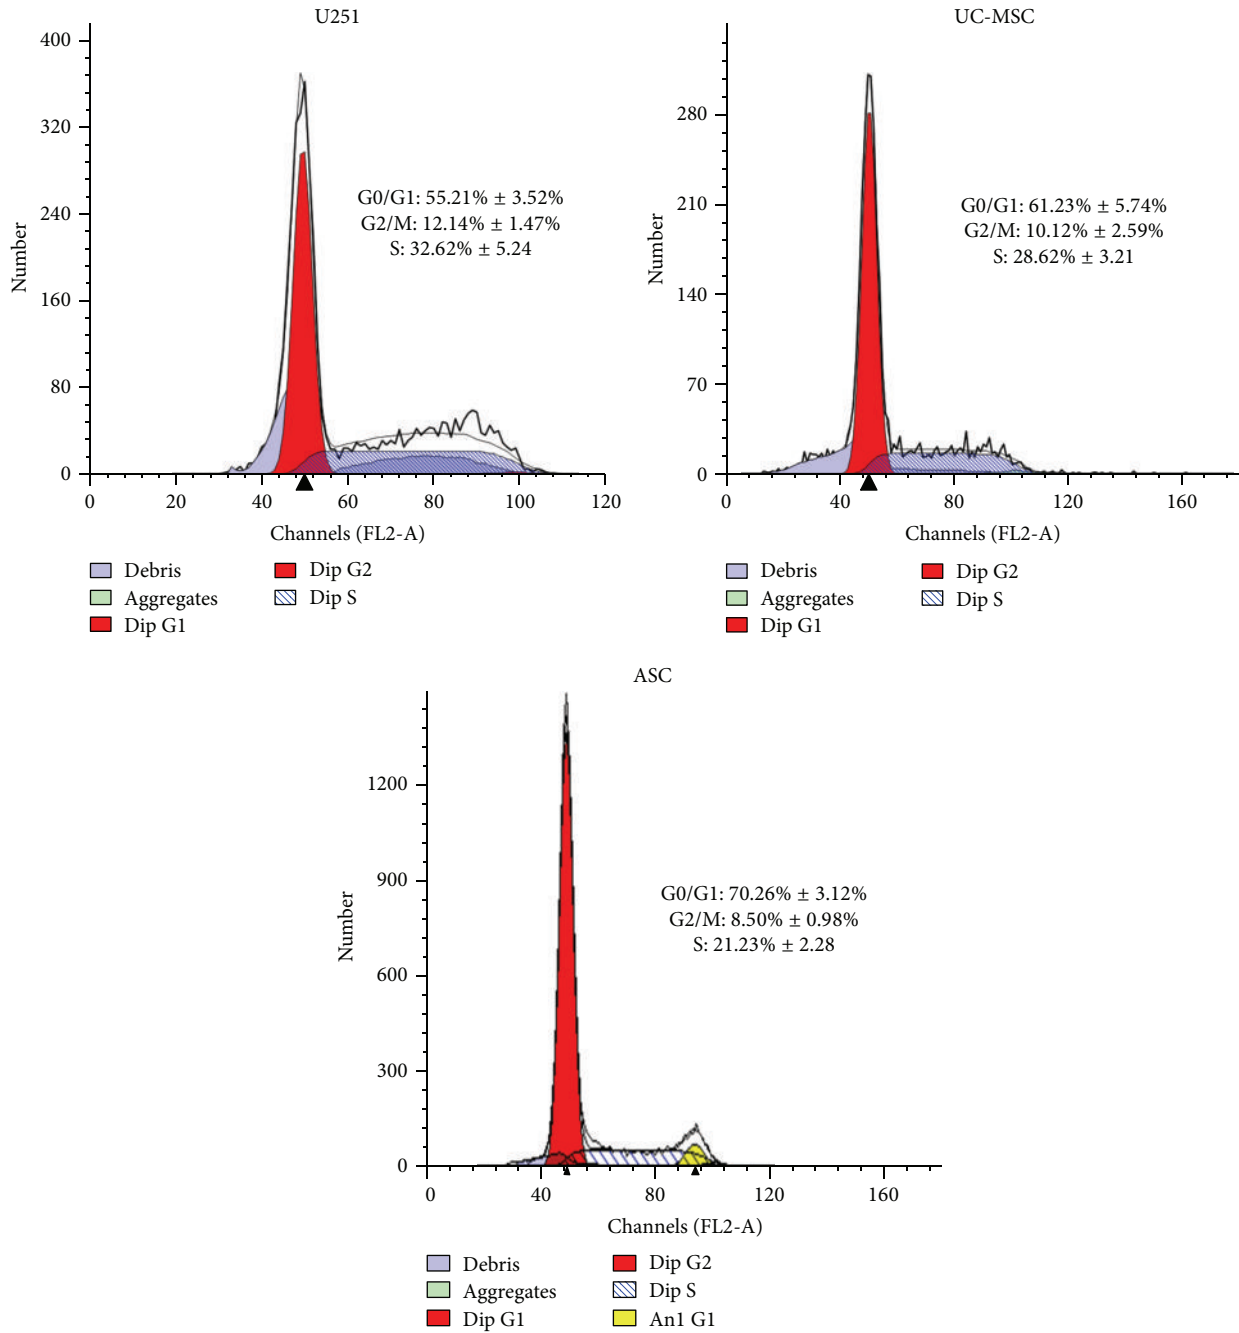 U251
400
320
240
160
80
0
Number
G0/G1: 55.21% ± 3.52%
G2/M: 12.14% ± 1.47%
S: 32.62% ± 5.24
0 20 40 60 80 100 120
Channels (FL2-A)
Debris
Aggregates
Dip G1
Dip G2
Dip S
UC-MSC
280
210
140
70
0
Number
G0/G1: 61.23% ± 5.74%
G2/M: 10.12% ± 2.59%
S: 28.62% ± 3.21
0 40 80 120 160
Channels (FL2-A)
Debris
Aggregates
Dip G1
Dip G2
Dip S
ASC
1200
900
600
300
0
Number
G0/G1: 70.26% ± 3.12%
G2/M: 8.50% ± 0.98%
S: 21.23% ± 2.28
0 40 80 120 160
Channels (FL2-A)
Debris
Aggregates
Dip G1
Dip G2
Dip S
An1 G1